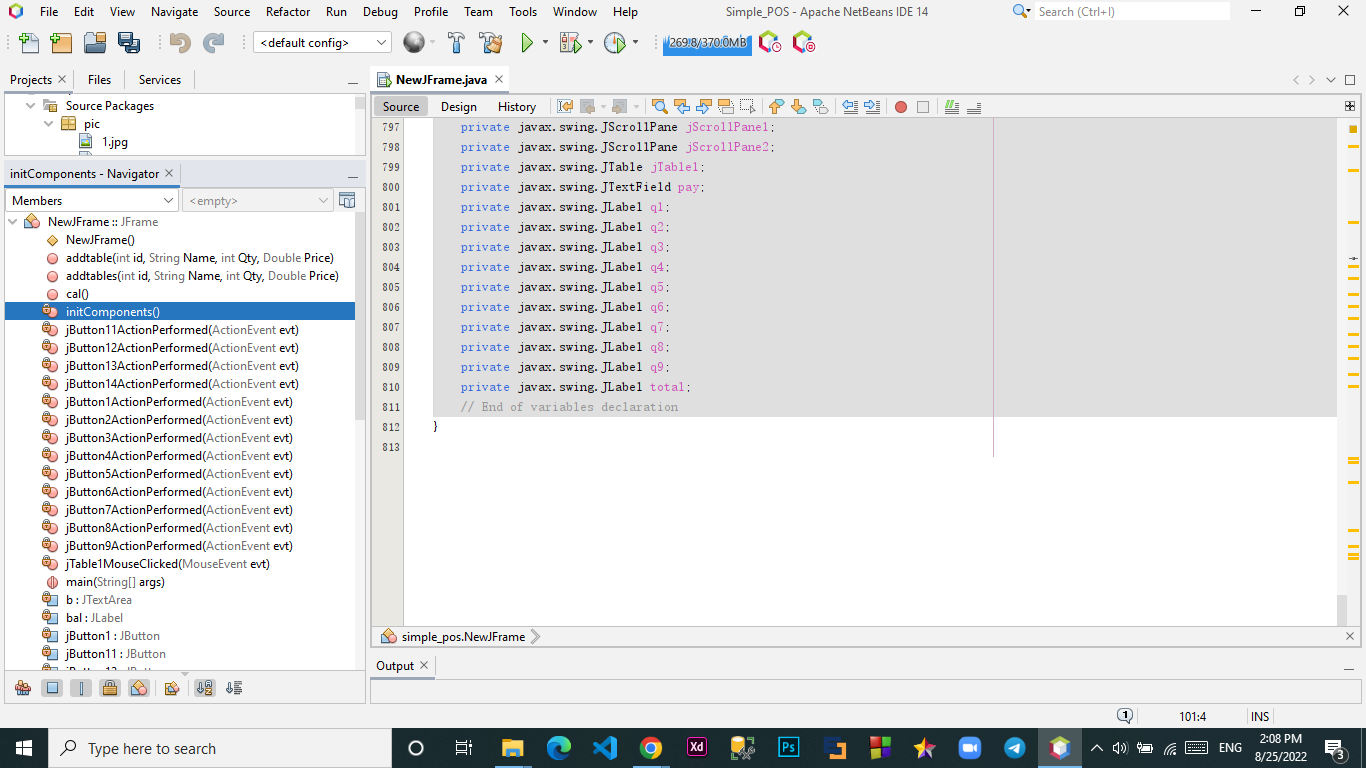 File Edit View Navigate Source Refactor Run Debug Profile Team Tools Window Help Simple_POS - Apache NetBeans IDE 14 Search (Ctrl+I)
<default config> 269.8/370.0MB
Projects Files Services
Source Packages
pic
1.jpg
initComponents - Navigator
Members <empty>
NewJFrame :: JFrame
NewJFrame()
addtable(int id, String Name, int Qty, Double Price)
addtables(int id, String Name, int Qty, Double Price)
cal()
initComponents()
jButton11ActionPerformed(ActionEvent evt)
jButton12ActionPerformed(ActionEvent evt)
jButton13ActionPerformed(ActionEvent evt)
jButton14ActionPerformed(ActionEvent evt)
jButton1ActionPerformed(ActionEvent evt)
jButton2ActionPerformed(ActionEvent evt)
jButton3ActionPerformed(ActionEvent evt)
jButton4ActionPerformed(ActionEvent evt)
jButton5ActionPerformed(ActionEvent evt)
jButton6ActionPerformed(ActionEvent evt)
jButton7ActionPerformed(ActionEvent evt)
jButton8ActionPerformed(ActionEvent evt)
jButton9ActionPerformed(ActionEvent evt)
jTable1MouseClicked(MouseEvent evt)
main(String[] args)
b : JTextArea
bal : JLabel
jButton1 : JButton
jButton11 : JButton
NewJFrame.java
Source Design History
797 private javax.swing.JScrollPane jScrollPane1;
798 private javax.swing.JScrollPane jScrollPane2;
799 private javax.swing.JTable jTable1;
800 private javax.swing.JTextField pay;
801 private javax.swing.JLabel q1;
802 private javax.swing.JLabel q2;
803 private javax.swing.JLabel q3;
804 private javax.swing.JLabel q4;
805 private javax.swing.JLabel q5;
806 private javax.swing.JLabel q6;
807 private javax.swing.JLabel q7;
808 private javax.swing.JLabel q8;
809 private javax.swing.JLabel q9;
810 private javax.swing.JLabel total;
811 // End of variables declaration
812 }
813
simple_pos.NewJFrame
Output
1 101:4 INS
Type here to search
Xd
Ps
ENG
2:08 PM
8/25/2022
3